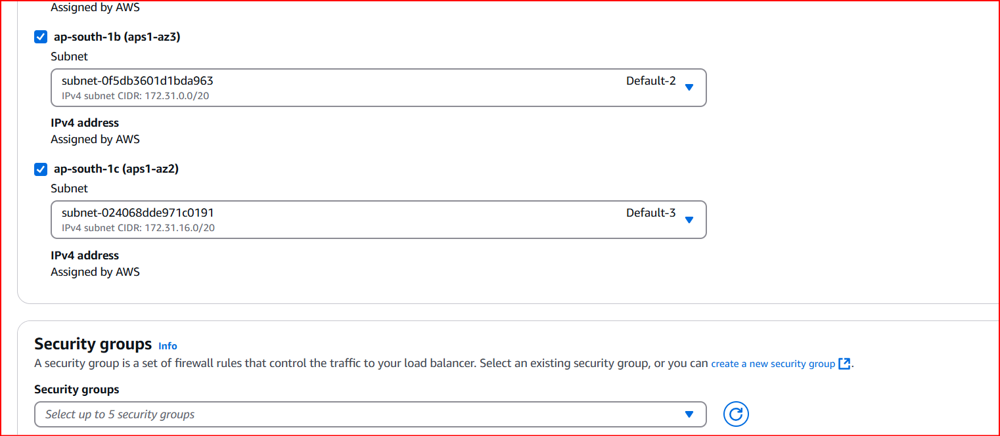 Assigned by AWS
ap-south-1b (aps1-az3)
Subnet
subnet-0f5db3601d1bda963 Default-2
IPv4 subnet CIDR: 172.31.0.0/20
IPv4 address
Assigned by AWS
ap-south-1c (aps1-az2)
Subnet
subnet-024068dde971c0191 Default-3
IPv4 subnet CIDR: 172.31.16.0/20
IPv4 address
Assigned by AWS
Security groups Info
A security group is a set of firewall rules that control the traffic to your load balancer. Select an existing security group, or you can create a new security group.
Security groups
Select up to 5 security groups